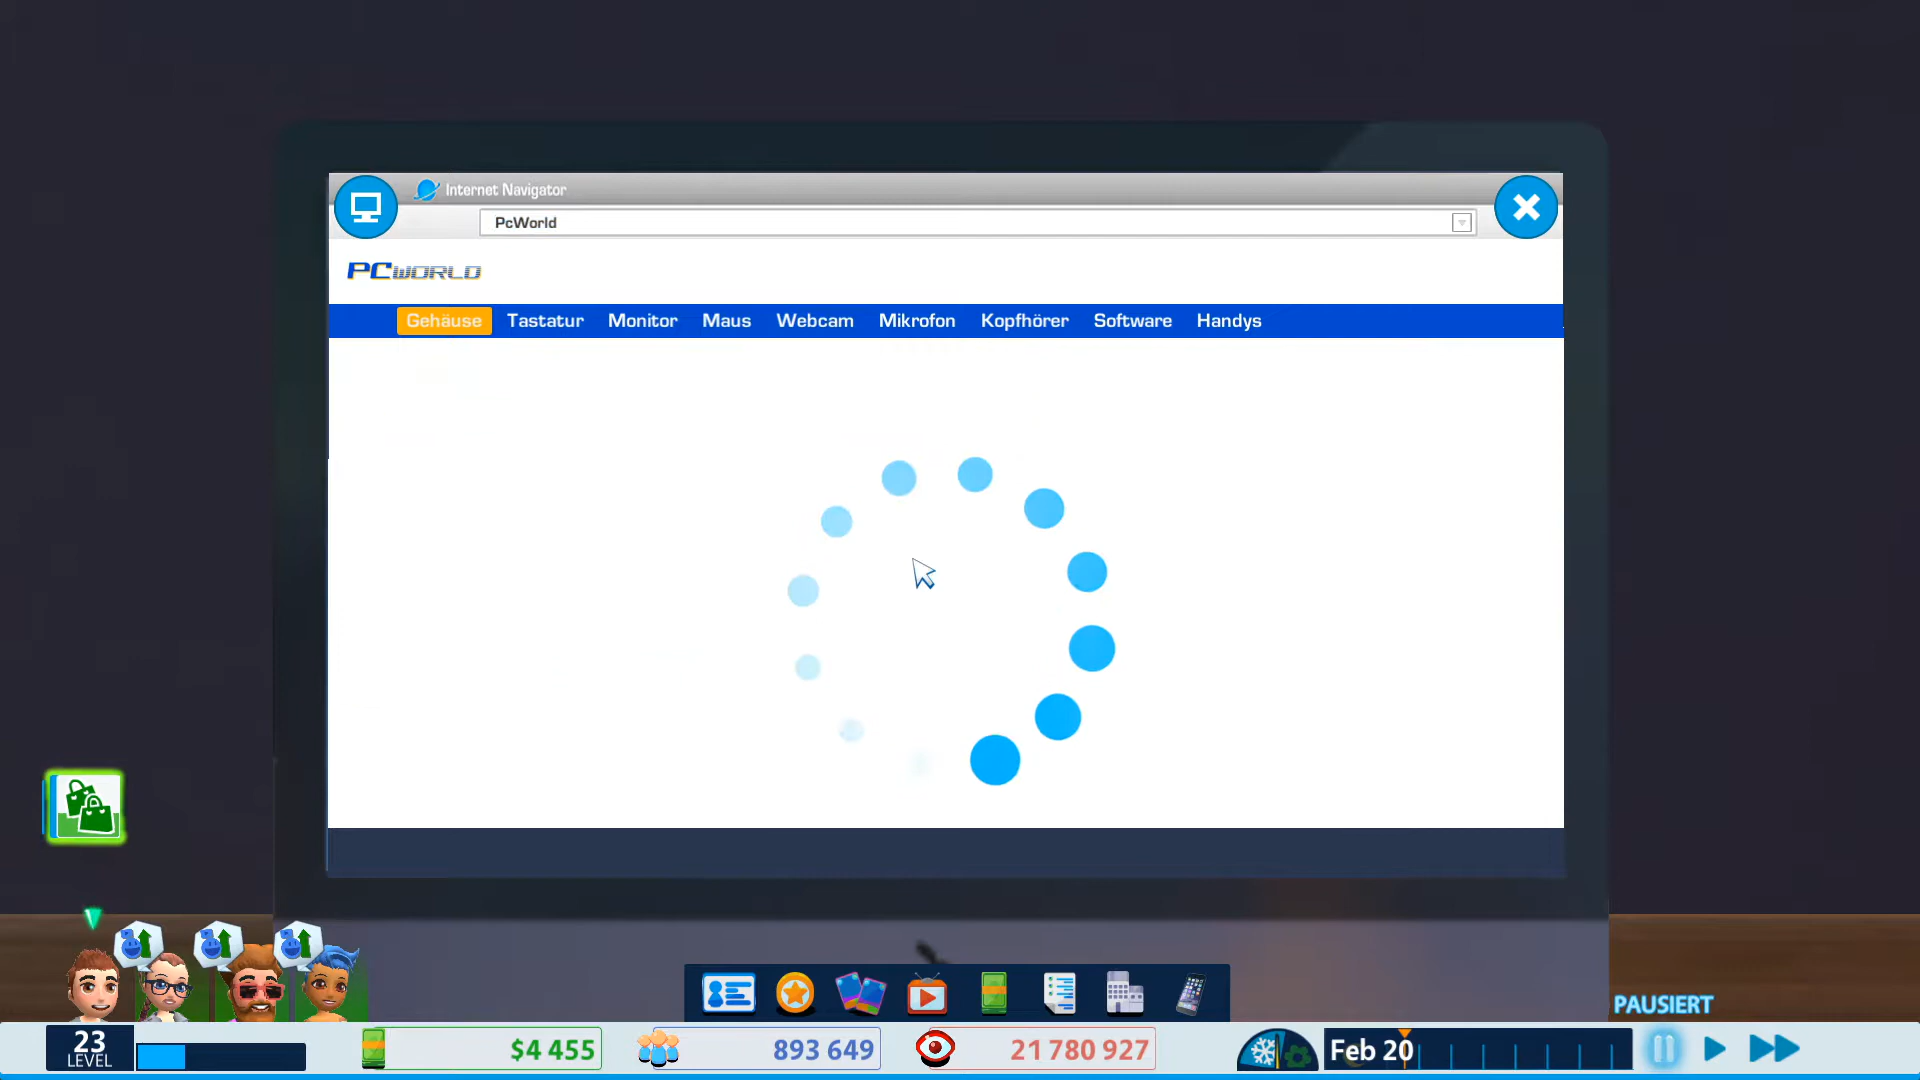 Internet Navigator
PcWorld
PCWORLD
Gehäuse Tastatur Monitor Maus Webcam Mikrofon Kopfhörer Software Handys
PAUSIERT
23
LEVEL
$4 455
893 649
21 780 927
Feb 20